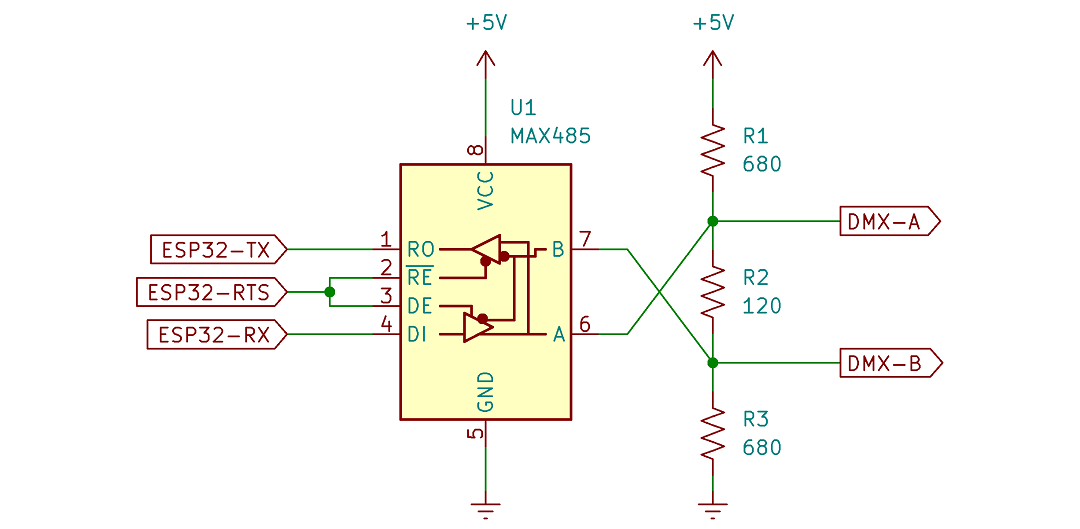 +5V
+5V
U1
MAX485
R1
680
8
VCC
ESP32-TX
1
RO
B
7
DMX-A
ESP32-RTS
2
RE
3
DE
R2
120
ESP32-RX
4
DI
A
6
DMX-B
GND
5
R3
680